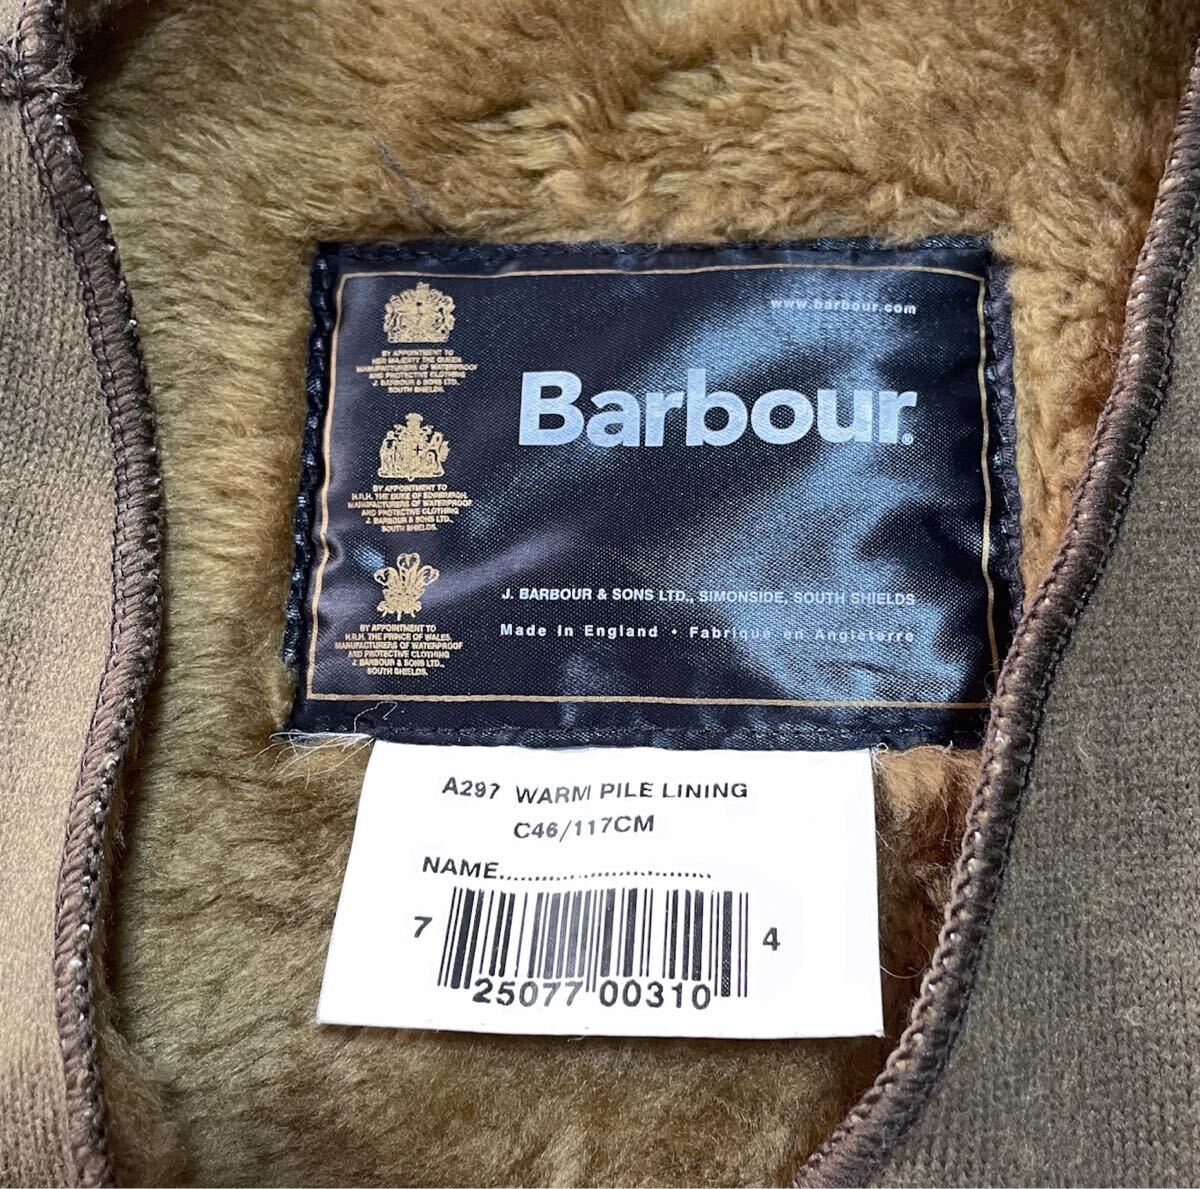 www.barbour.com
Barbour®
BY APPOINTMENT TO
HER MAJESTY THE QUEEN
MANUFACTURERS OF WATERPROOF
AND PROTECTIVE CLOTHING
J. BARBOUR & SONS LTD.,
SOUTH SHIELDS.
BY APPOINTMENT TO
H.R.H. THE DUKE OF EDINBURGH,
MANUFACTURERS OF WATERPROOF
AND PROTECTIVE CLOTHING
J. BARBOUR & SONS LTD.,
SOUTH SHIELDS.
BY APPOINTMENT TO
H.R.H. THE PRINCE OF WALES,
MANUFACTURERS OF WATERPROOF
AND PROTECTIVE CLOTHING
J. BARBOUR & SONS LTD.,
SOUTH SHIELDS.
J. BARBOUR & SONS LTD., SIMONSIDE, SOUTH SHIELDS
Made in England • Fabriqué en Angleterre
A297 WARM PILE LINING
C46/117CM
NAME....................................
7 25077 00310 4